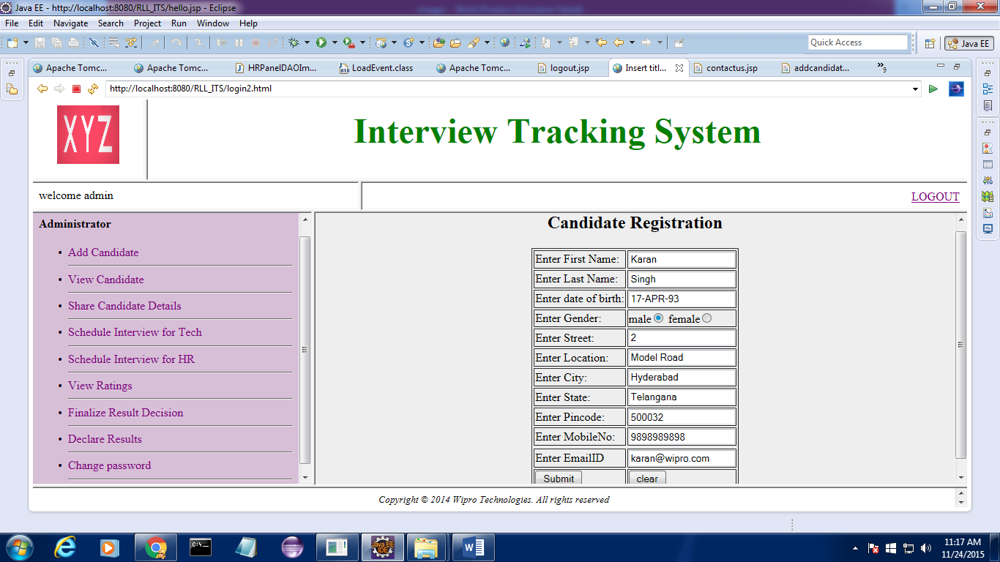 Java EE - http://localhost:8080/RLL_ITS/hello.jsp - Eclipse
File Edit Navigate Search Project Run Window Help
Quick Access
Java EE
Apache Tomc...
Apache Tomc...
HRPanelDAOIm...
LoadEvent.class
Apache Tomc...
logout.jsp
Insert titl...
contactus.jsp
addcandidat...
»5
http://localhost:8080/RLL_ITS/login2.html
XYZ
Interview Tracking System
welcome admin
LOGOUT
Administrator
• Add Candidate
• View Candidate
• Share Candidate Details
• Schedule Interview for Tech
• Schedule Interview for HR
• View Ratings
• Finalize Result Decision
• Declare Results
• Change password
Candidate Registration
Enter First Name: Karan
Enter Last Name: Singh
Enter date of birth: 17-APR-93
Enter Gender: male female
Enter Street: 2
Enter Location: Model Road
Enter City: Hyderabad
Enter State: Telangana
Enter Pincode: 500032
Enter MobileNo: 9898989898
Enter EmailID karan@wipro.com
Submit clear
Copyright © 2014 Wipro Technologies. All rights reserved
C:\
Java EE
IDE
W
11:17 AM
11/24/2015